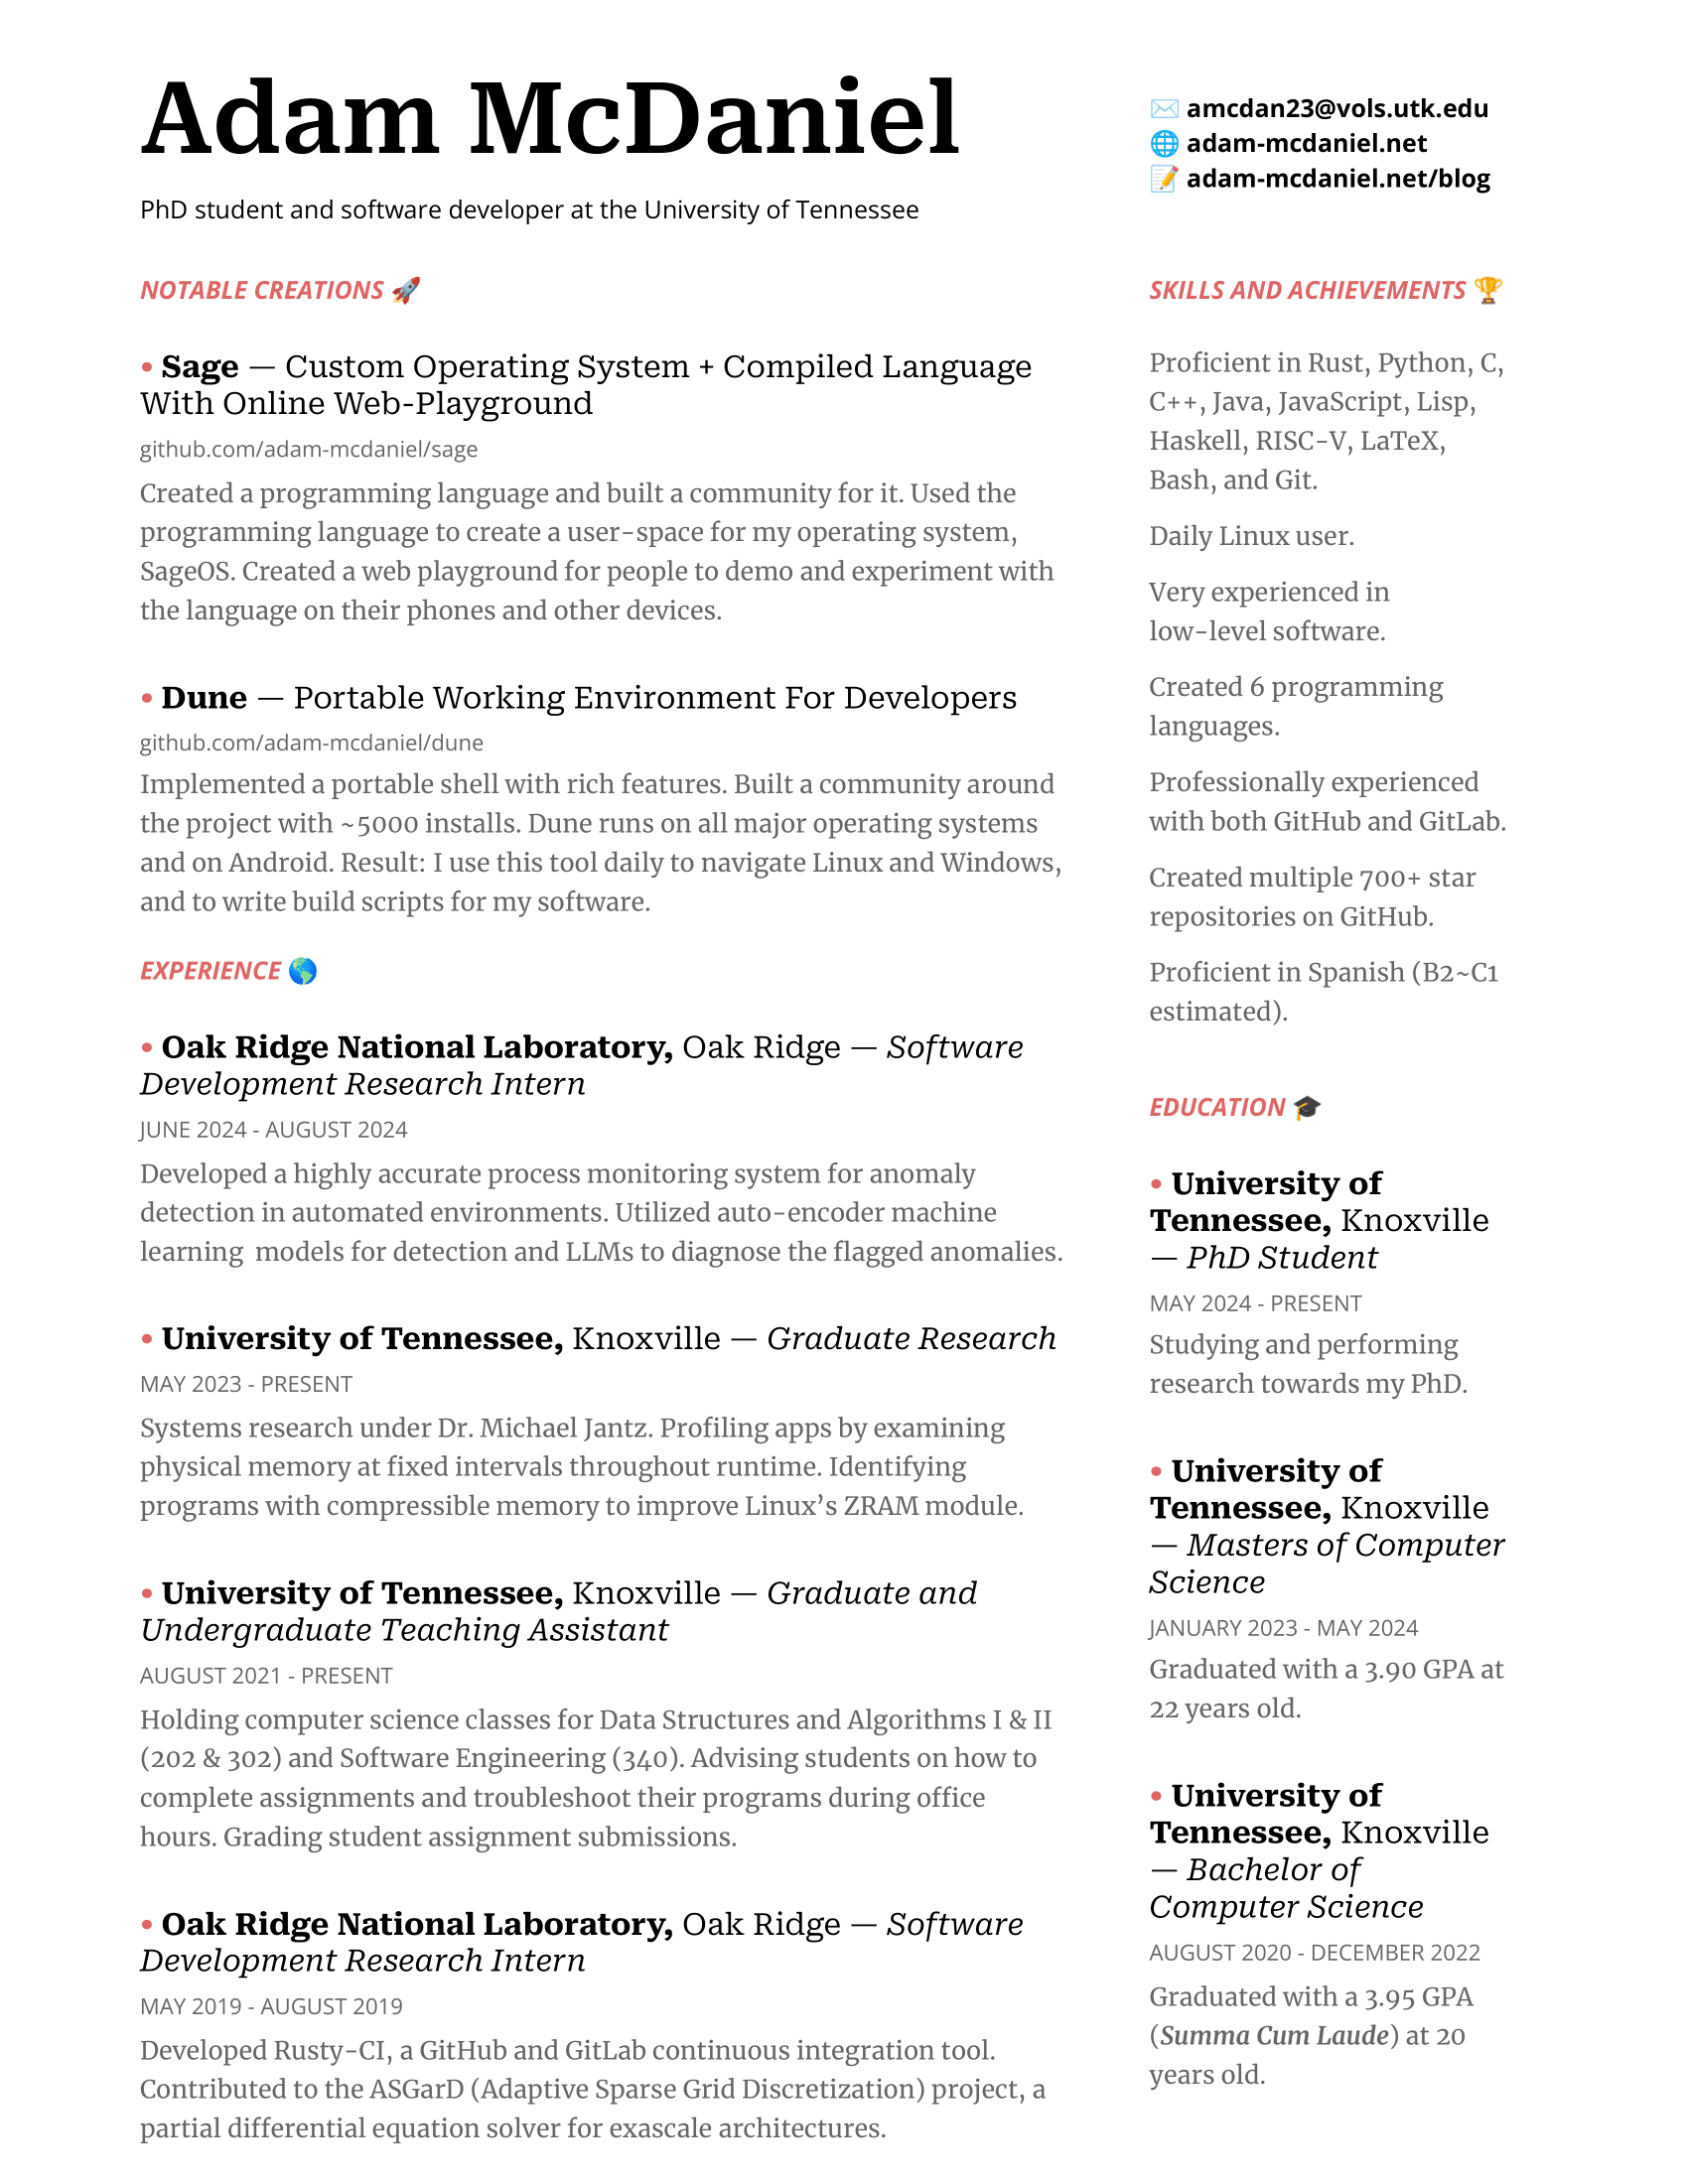 Adam McDaniel
PhD student and software developer at the University of Tennessee
✉️ amcdan23@vols.utk.edu
🌐 adam-mcdaniel.net
📝 adam-mcdaniel.net/blog
NOTABLE CREATIONS 🚀
• Sage — Custom Operating System + Compiled Language
With Online Web-Playground
github.com/adam-mcdaniel/sage
Created a programming language and built a community for it. Used the
programming language to create a user-space for my operating system,
SageOS. Created a web playground for people to demo and experiment with
the language on their phones and other devices.
• Dune — Portable Working Environment For Developers
github.com/adam-mcdaniel/dune
Implemented a portable shell with rich features. Built a community around
the project with ~5000 installs. Dune runs on all major operating systems
and on Android. Result: I use this tool daily to navigate Linux and Windows,
and to write build scripts for my software.
EXPERIENCE 🌎
• Oak Ridge National Laboratory, Oak Ridge — Software
Development Research Intern
JUNE 2024 - AUGUST 2024
Developed a highly accurate process monitoring system for anomaly
detection in automated environments. Utilized auto-encoder machine
learning  models for detection and LLMs to diagnose the flagged anomalies.
• University of Tennessee, Knoxville — Graduate Research
MAY 2023 - PRESENT
Systems research under Dr. Michael Jantz. Profiling apps by examining
physical memory at fixed intervals throughout runtime. Identifying
programs with compressible memory to improve Linux’s ZRAM module.
• University of Tennessee, Knoxville — Graduate and
Undergraduate Teaching Assistant
AUGUST 2021 - PRESENT
Holding computer science classes for Data Structures and Algorithms I & II
(202 & 302) and Software Engineering (340). Advising students on how to
complete assignments and troubleshoot their programs during office
hours. Grading student assignment submissions.
• Oak Ridge National Laboratory, Oak Ridge — Software
Development Research Intern
MAY 2019 - AUGUST 2019
Developed Rusty-CI, a GitHub and GitLab continuous integration tool.
Contributed to the ASGarD (Adaptive Sparse Grid Discretization) project, a
partial differential equation solver for exascale architectures.
SKILLS AND ACHIEVEMENTS 🏆
Proficient in Rust, Python, C,
C++, Java, JavaScript, Lisp,
Haskell, RISC-V, LaTeX,
Bash, and Git.
Daily Linux user.
Very experienced in
low-level software.
Created 6 programming
languages.
Professionally experienced
with both GitHub and GitLab.
Created multiple 700+ star
repositories on GitHub.
Proficient in Spanish (B2~C1
estimated).
EDUCATION 🎓
• University of
Tennessee, Knoxville
— PhD Student
MAY 2024 - PRESENT
Studying and performing
research towards my PhD.
• University of
Tennessee, Knoxville
— Masters of Computer
Science
JANUARY 2023 - MAY 2024
Graduated with a 3.90 GPA at
22 years old.
• University of
Tennessee, Knoxville
— Bachelor of
Computer Science
AUGUST 2020 - DECEMBER 2022
Graduated with a 3.95 GPA
(Summa Cum Laude) at 20
years old.